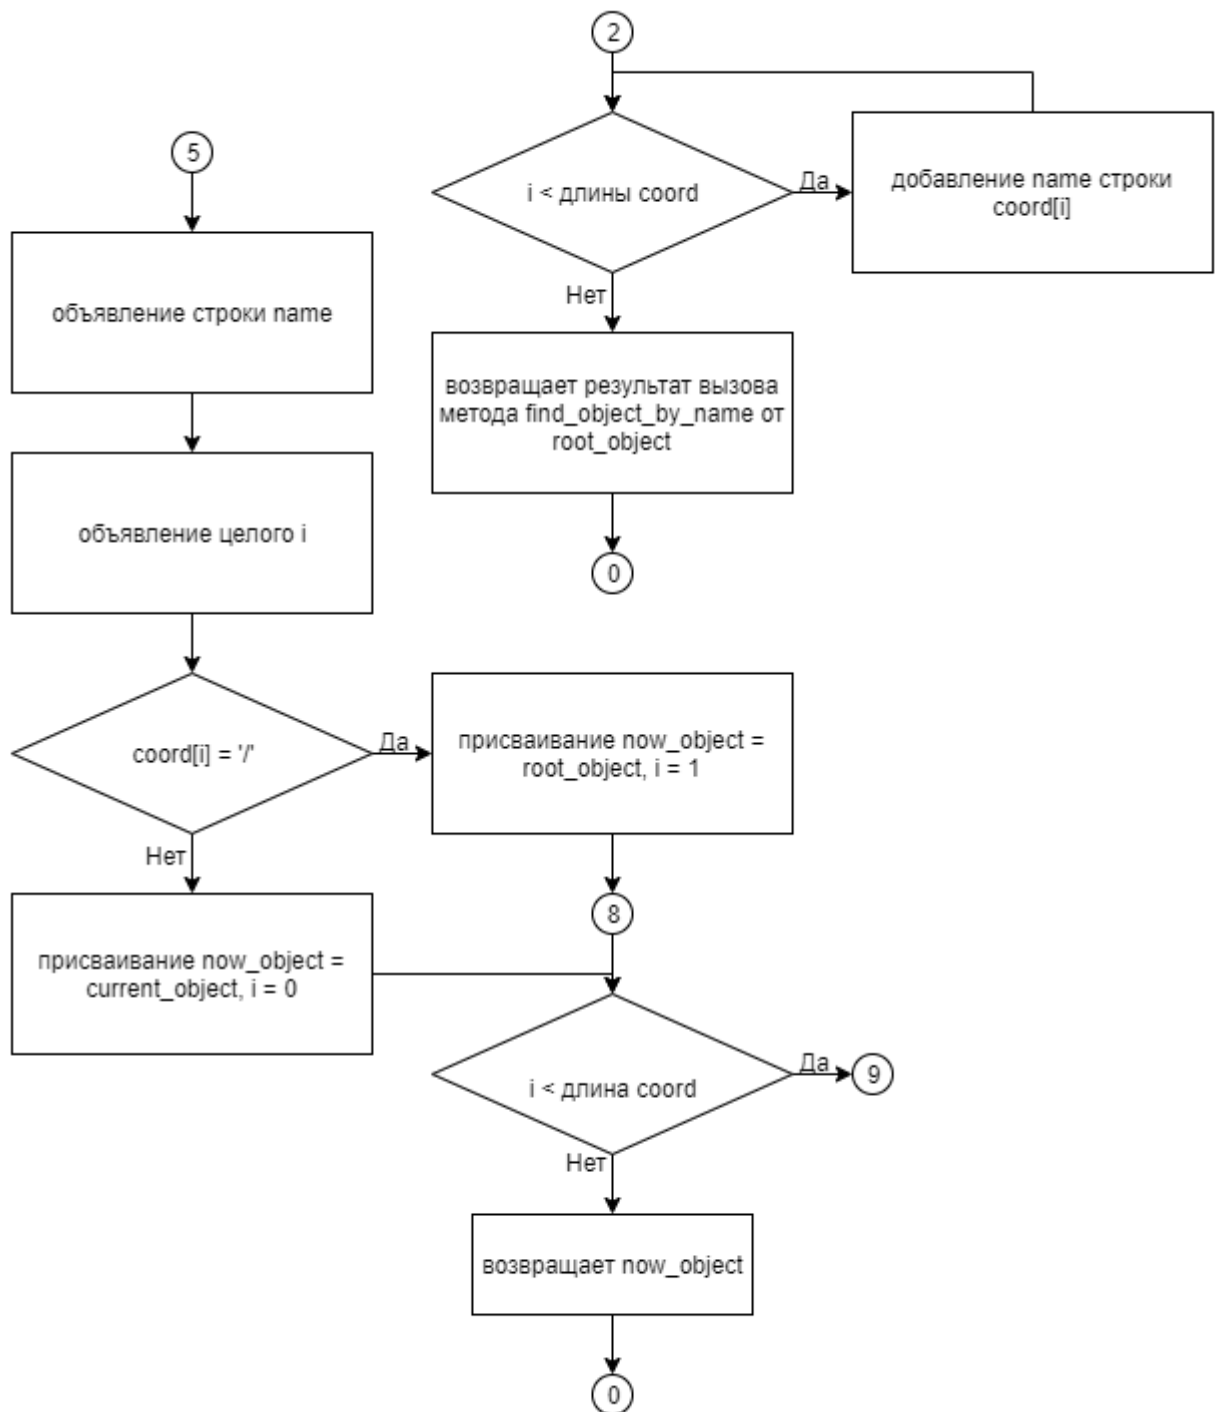 2
i < длины coord
Да
добавление name строки
coord[i]
Нет
возвращает результат вызова
метода find_object_by_name от
root_object
0
5
объявление строки name
объявление целого i
coord[i] = '/'
Да
присваивание now_object =
root_object, i = 1
Нет
8
присваивание now_object =
current_object, i = 0
i < длина coord
Да
9
Нет
возвращает now_object
0